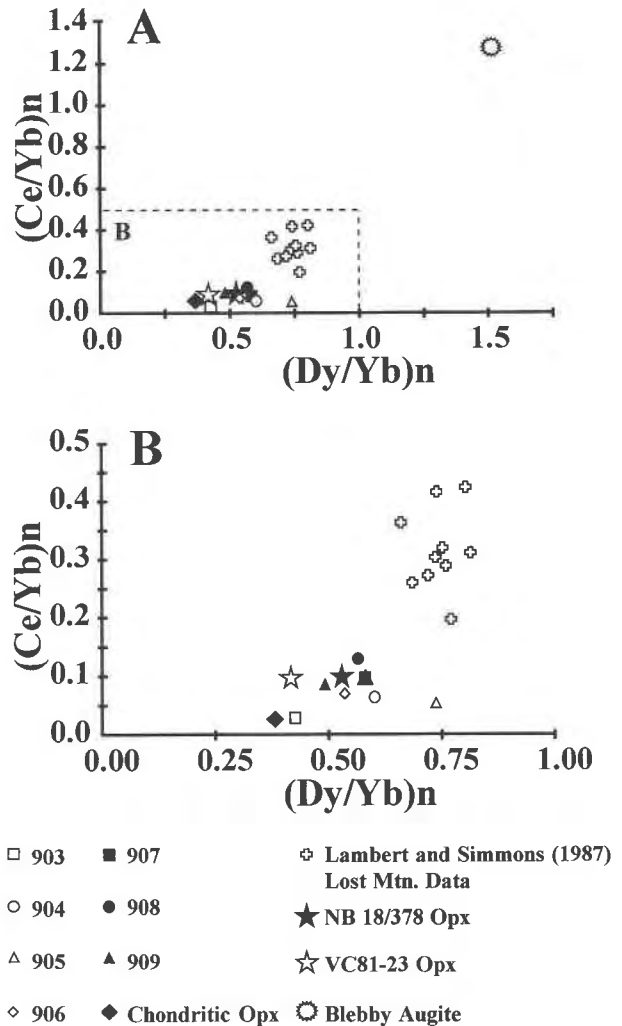 A
(Ce/Yb)n
1.4
1.2
1.0
0.8
0.6
0.4
0.2
0.0
B
0.0 0.5 1.0 1.5
(Dy/Yb)n
B
(Ce/Yb)n
0.5
0.4
0.3
0.2
0.1
0.0
0.00 0.25 0.50 0.75 1.00
(Dy/Yb)n
903 907 Lambert and Simmons (1987)
Lost Mtn. Data
904 908 NB 18/378 Opx
905 909 VC81-23 Opx
906 Chondritic Opx Blebby Augite